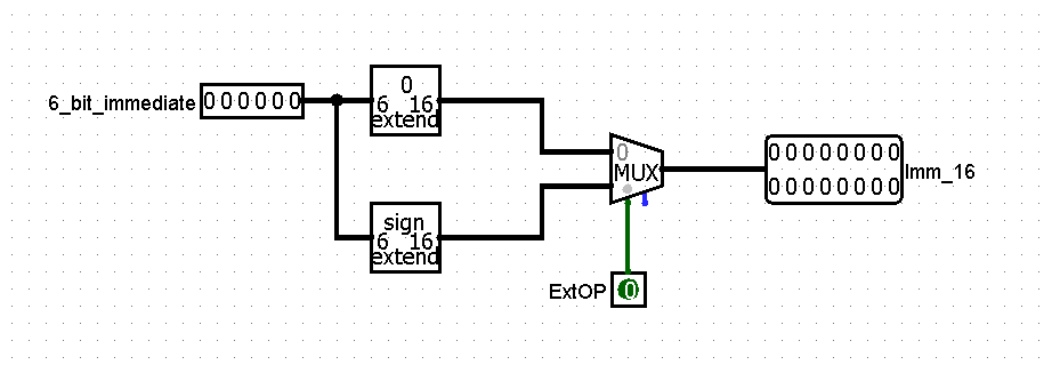 6_bit_immediate 000000
0
6 16
extend
sign
6 16
extend
0
MUX
ExtOP 0
00000000
00000000
Imm_16